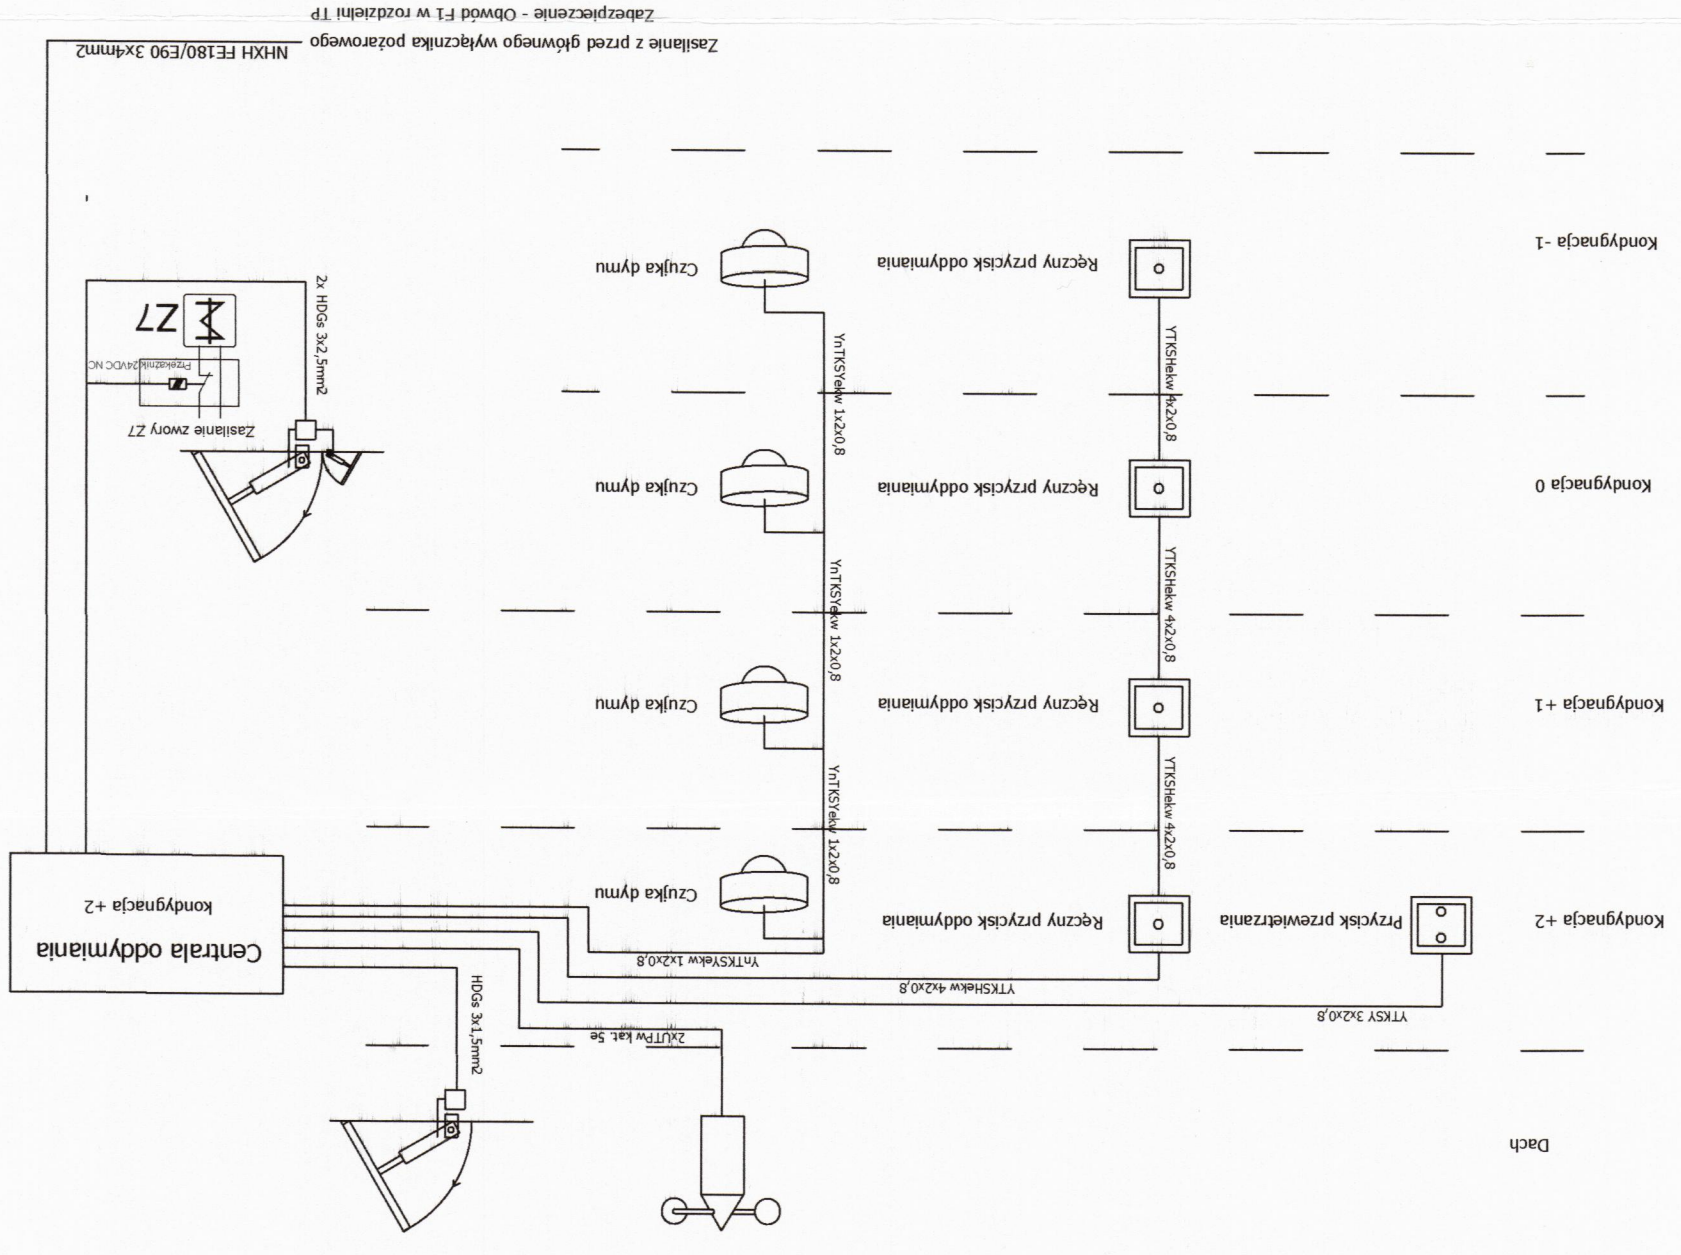 Dach
HDGs 3x1,5mm2
2xUTPw kat. 5e
YTKSY 3x2x0,8
YTKSHekw 4x2x0,8
YnTKSYekw 1x2x0,8
Kondygnacja +2
Przycisk przewietrzania
Ręczny przycisk oddymiania
Czujka dymu
Centrala oddymiania
Kondygnacja +2
YTKSHekw 4x2x0,8
YnTKSYekw 1x2x0,8
Kondygnacja +1
Ręczny przycisk oddymiania
Czujka dymu
YTKSHekw 4x2x0,8
YnTKSYekw 1x2x0,8
Kondygnacja 0
Ręczny przycisk oddymiania
Czujka dymu
Zasilanie zwory Z7
Przekaźnik 24VDC NC
Z7
2x HDGs 3x2,5mm2
YTKSHekw 4x2x0,8
YnTKSYekw 1x2x0,8
Kondygnacja -1
Ręczny przycisk oddymiania
Czujka dymu
Zasilanie z przed głównego wyłącznika pożarowego
NHXH FE180/E90 3x4mm2
Zabezpieczenie - Obwód F1 w rozdzielni TP